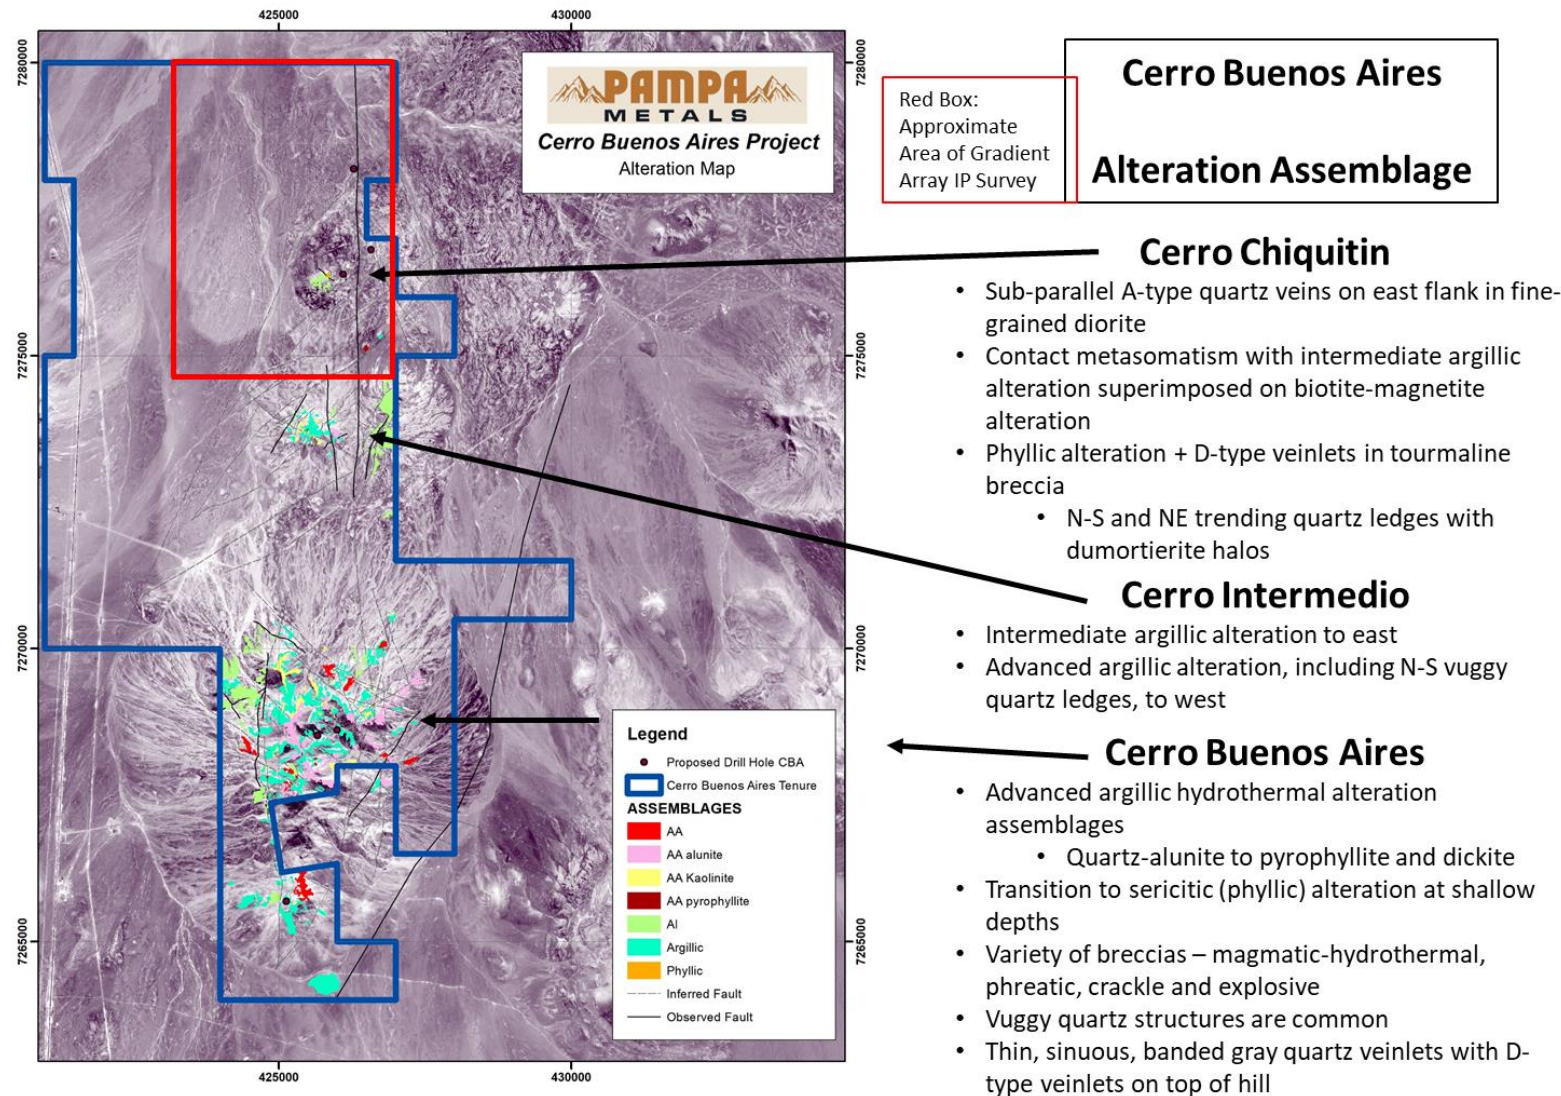 425000
430000
7280000
7280000
7275000
7275000
7270000
7270000
7265000
7265000
425000
430000
PAMPA
METALS
Cerro Buenos Aires Project
Alteration Map
Red Box:
Approximate
Area of Gradient
Array IP Survey
Cerro Buenos Aires
Alteration Assemblage
Cerro Chiquitin
• Sub-parallel A-type quartz veins on east flank in fine-
grained diorite
• Contact metasomatism with intermediate argillic
alteration superimposed on biotite-magnetite
alteration
• Phyllic alteration + D-type veinlets in tourmaline
breccia
• N-S and NE trending quartz ledges with
dumortierite halos
Cerro Intermedio
• Intermediate argillic alteration to east
• Advanced argillic alteration, including N-S vuggy
quartz ledges, to west
Cerro Buenos Aires
• Advanced argillic hydrothermal alteration
assemblages
• Quartz-alunite to pyrophyllite and dickite
• Transition to sericitic (phyllic) alteration at shallow
depths
• Variety of breccias – magmatic-hydrothermal,
phreatic, crackle and explosive
• Vuggy quartz structures are common
• Thin, sinuous, banded gray quartz veinlets with D-
type veinlets on top of hill
Legend
Proposed Drill Hole CBA
Cerro Buenos Aires Tenure
ASSEMBLAGES
AA
AA alunite
AA Kaolinite
AA pyrophyllite
AI
Argillic
Phyllic
Inferred Fault
Observed Fault